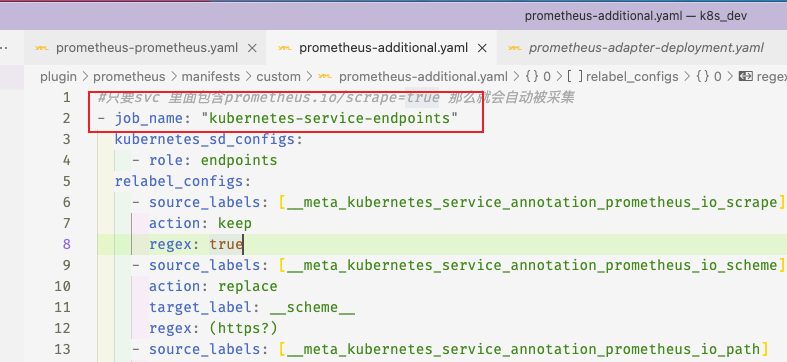 prometheus-additional.yaml — k8s_dev
prometheus-prometheus.yaml prometheus-additional.yaml prometheus-adapter-deployment.yaml
plugin > prometheus > manifests > custom > prometheus-additional.yaml > {} 0 > [ ] relabel_configs > {} 0 > regex
1 #只要svc 里面包含prometheus.io/scrape=true 那么就会自动被采集
2 - job_name: "kubernetes-service-endpoints"
3 kubernetes_sd_configs:
4 - role: endpoints
5 relabel_configs:
6 - source_labels: [__meta_kubernetes_service_annotation_prometheus_io_scrape]
7 action: keep
8 regex: true
9 - source_labels: [__meta_kubernetes_service_annotation_prometheus_io_scheme]
10 action: replace
11 target_label: __scheme__
12 regex: (https?)
13 - source_labels: [__meta_kubernetes_service_annotation_prometheus_io_path]